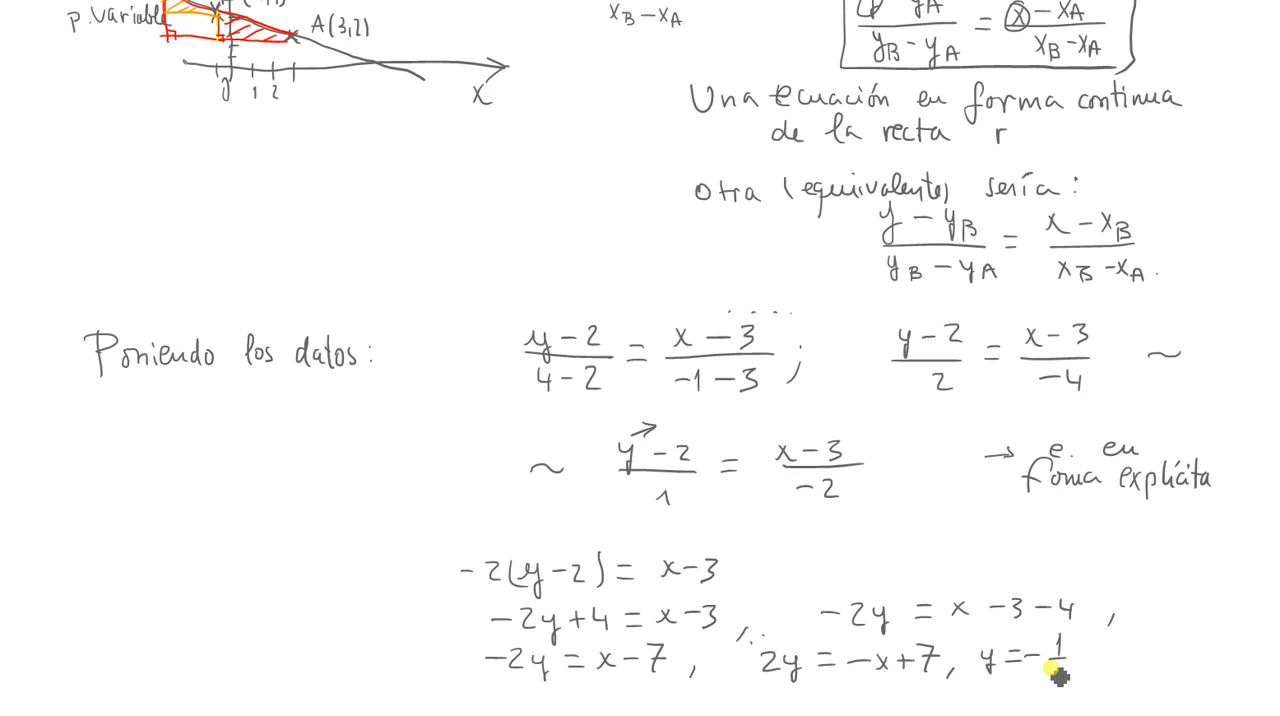 p. variable
A(3,2)
0 1 2
X
x_B - x_A
y_A / (y_B - y_A) = (x - x_A) / (x_B - x_A)
Una ecuación en forma continua
de la recta r
otra (equivalente) sería:
(y - y_B) / (y_B - y_A) = (x - x_B) / (x_B - x_A).
Poniendo los datos: (y - 2) / (4 - 2) = (x - 3) / (-1 - 3) ; (y - 2) / 2 = (x - 3) / -4 ~
~ (y - 2) / 1 = (x - 3) / -2 → e. en
forma explícita
-2(y-2) = x-3
-2y+4 = x-3 , -2y = x -3-4 ,
-2y = x-7 , 2y = -x+7, y = -1/